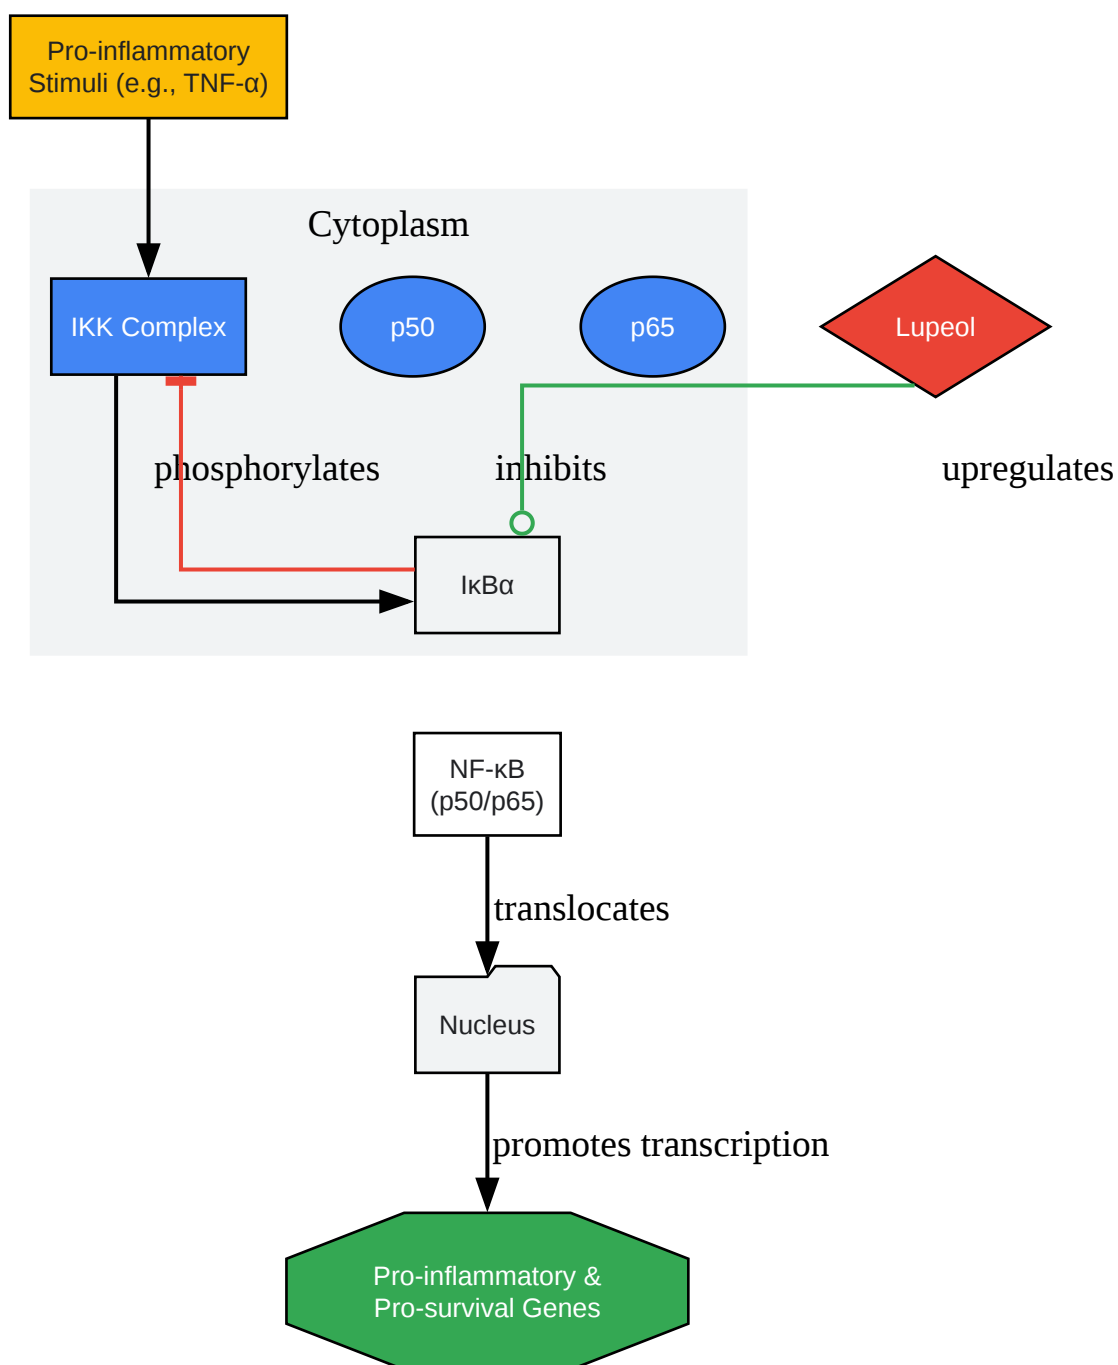 Pro-inflammatory
Stimuli (e.g., TNF-α)
Cytoplasm
IKK Complex
p50
p65
Lupeol
phosphorylates
inhibits
upregulates
IκBα
NF-κB
(p50/p65)
translocates
Nucleus
promotes transcription
Pro-inflammatory &
Pro-survival Genes